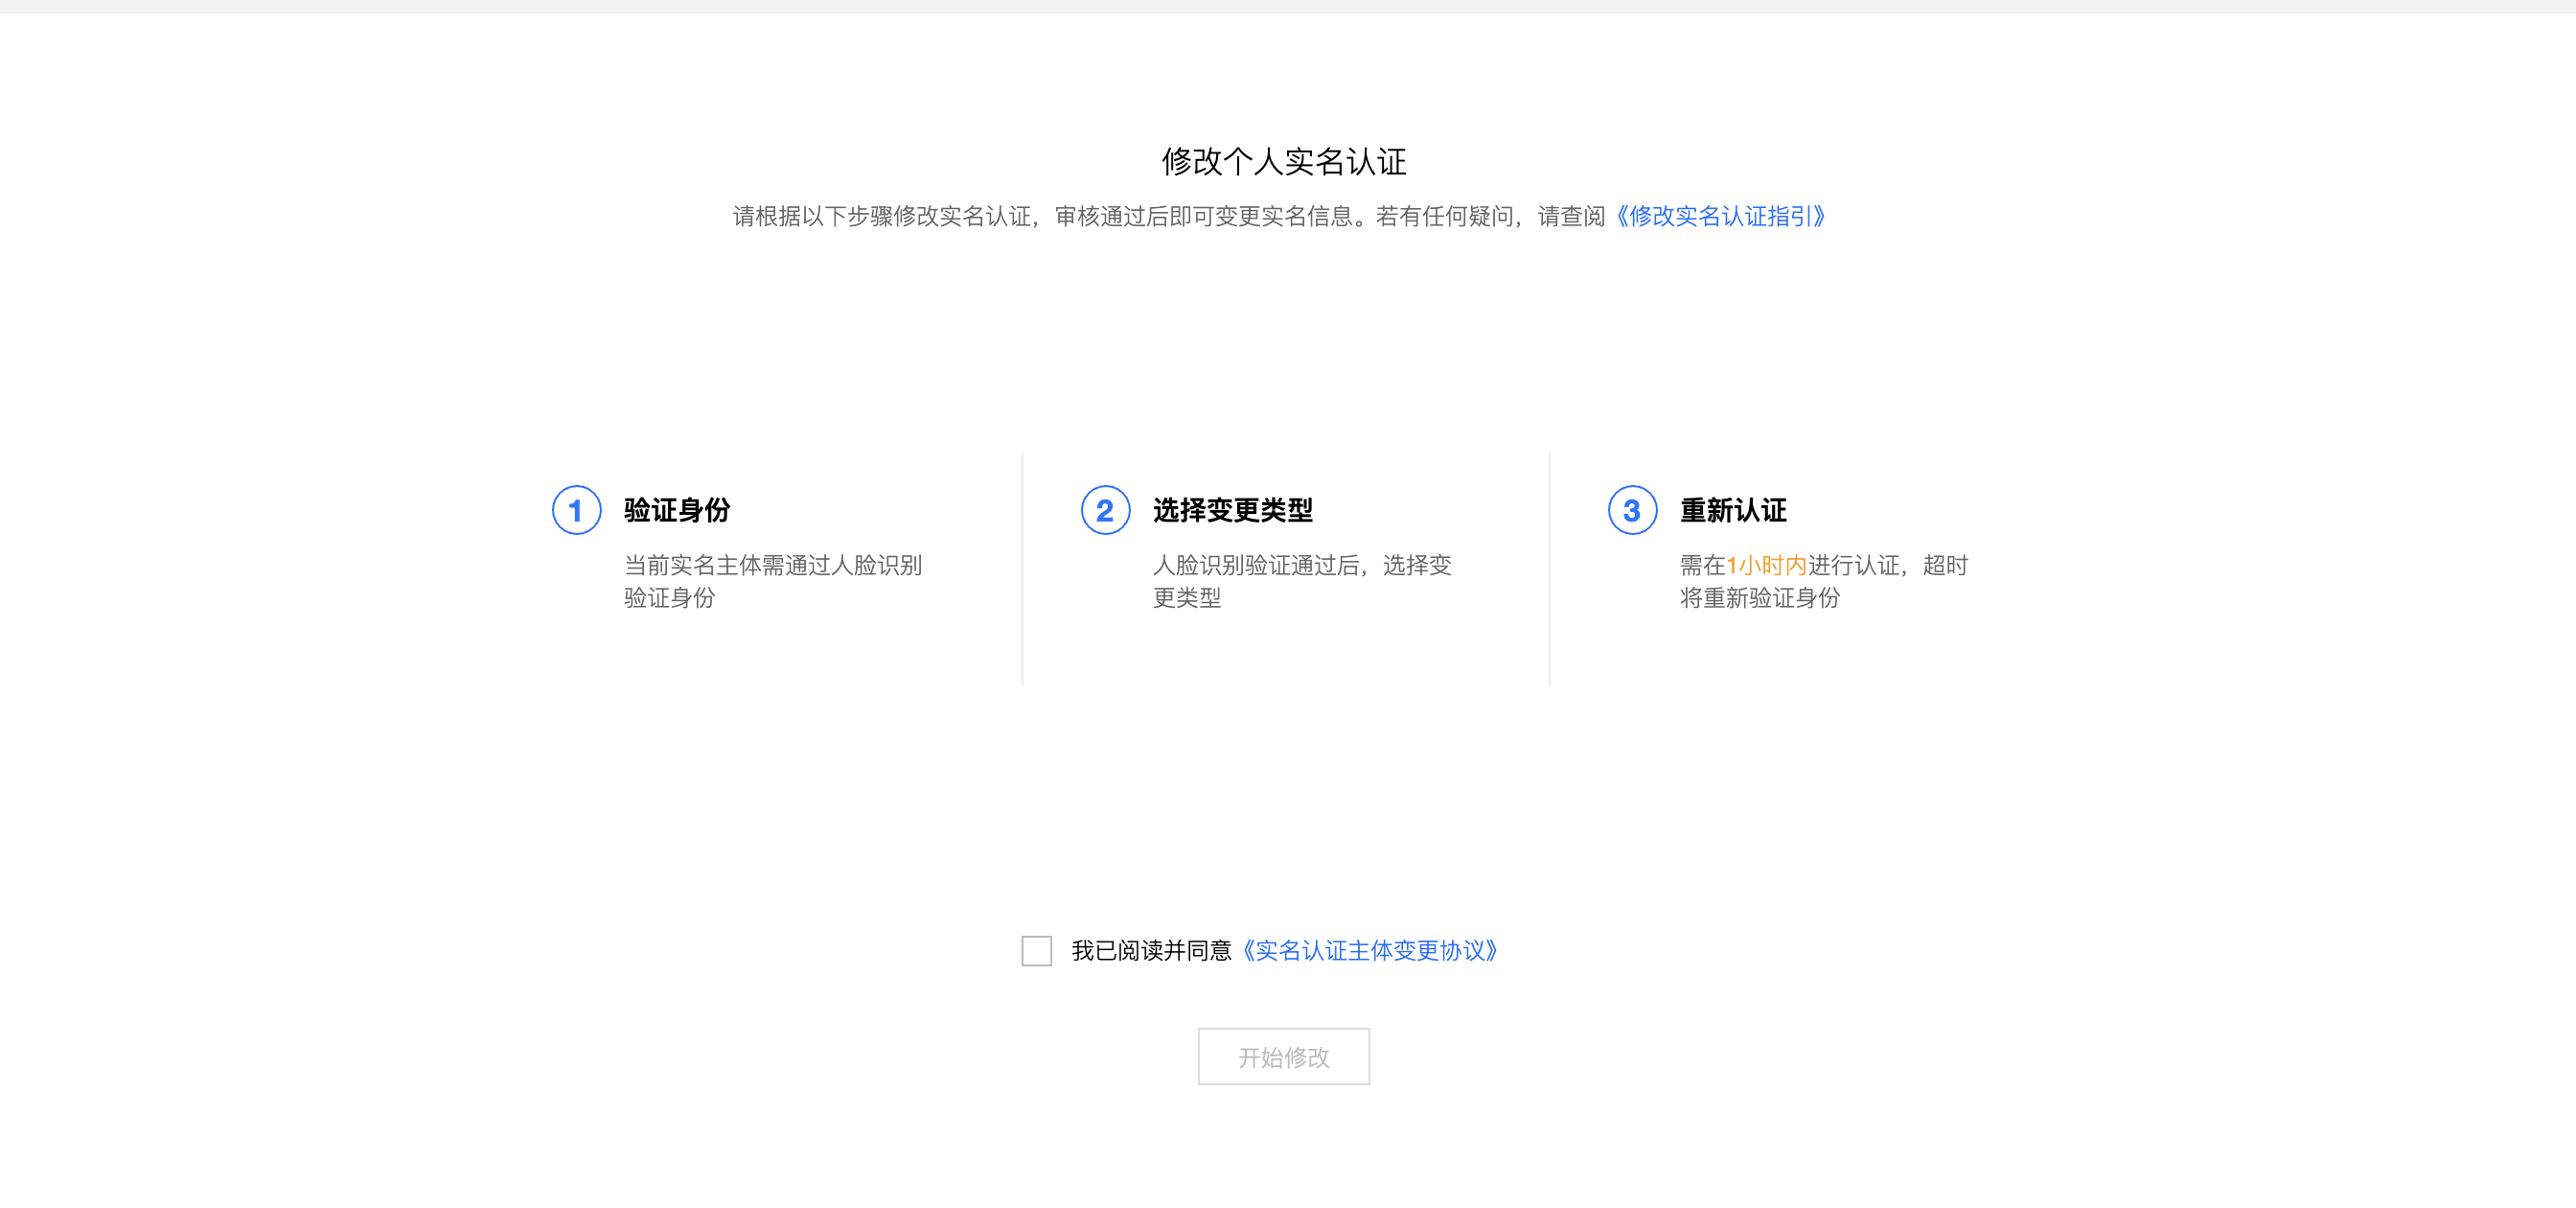 修改个人实名认证
请根据以下步骤修改实名认证，审核通过后即可变更实名信息。若有任何疑问，请查阅《修改实名认证指引》
1 验证身份
当前实名主体需通过人脸识别
验证身份
2 选择变更类型
人脸识别验证通过后，选择变
更类型
3 重新认证
需在1小时内进行认证，超时
将重新验证身份
我已阅读并同意《实名认证主体变更协议》
开始修改